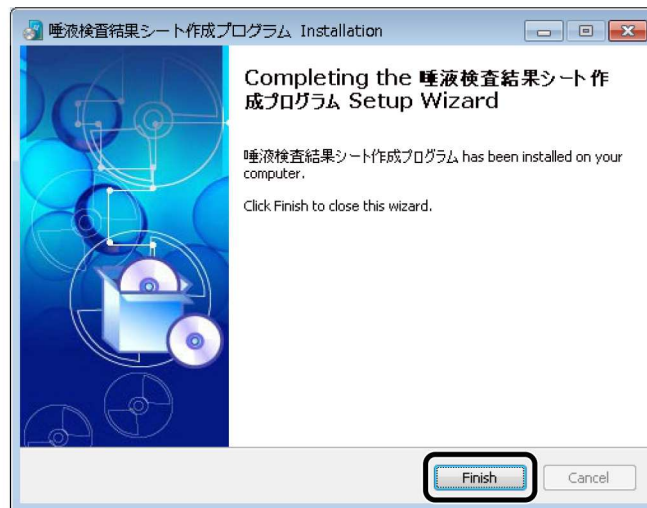 唾液検査結果シート作成プログラム Installation
Completing the 唾液検査結果シート作
成プログラム Setup Wizard
唾液検査結果シート作成プログラム has been installed on your
computer.
Click Finish to close this wizard.
Finish
Cancel